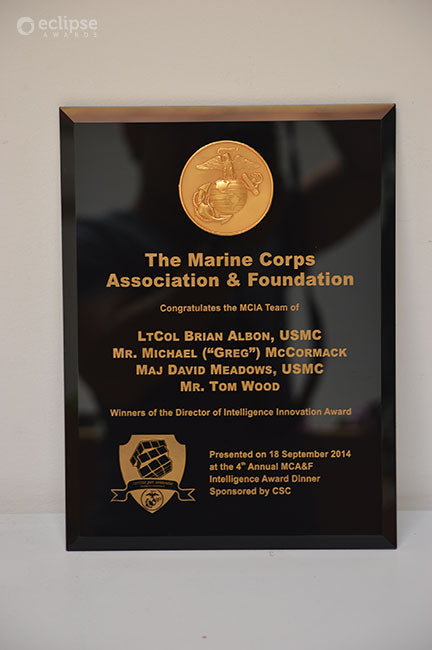 eclipse
AWARDS
The Marine Corps
Association & Foundation
Congratulates the MCIA Team of
LTCOL BRIAN ALBON, USMC
MR. MICHAEL ("GREG") MCCORMACK
MAJ DAVID MEADOWS, USMC
MR. TOM WOOD
Winners of the Director of Intelligence Innovation Award
Presented on 18 September 2014
at the 4th Annual MCA&F
Intelligence Award Dinner
Sponsored by CSC